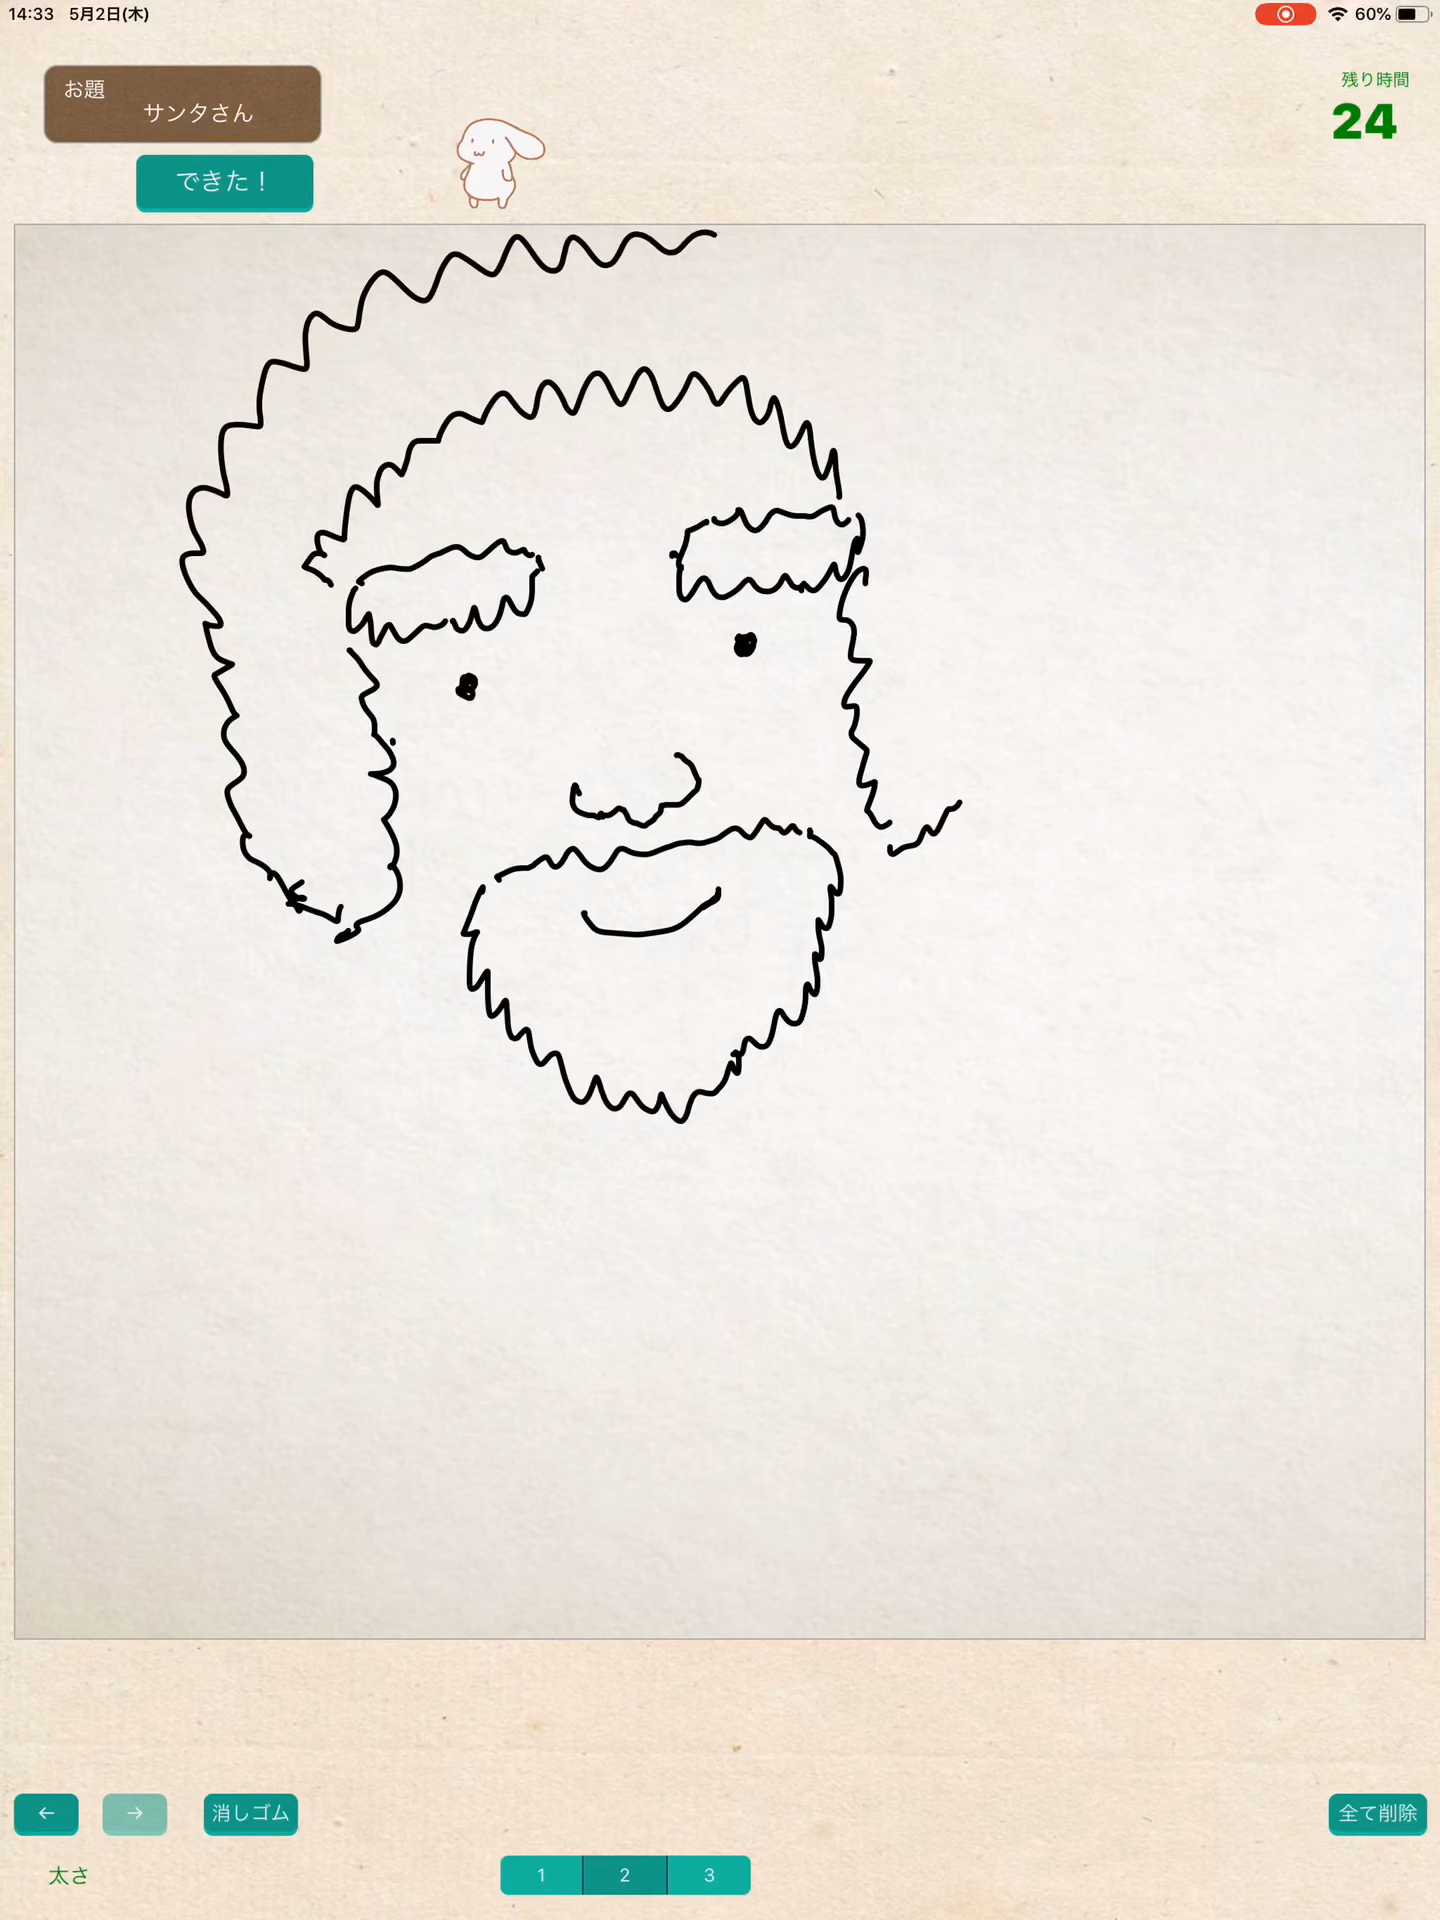 14:33 5月2日(木)
60%
お題
サンタさん
残り時間
24
できた！
← → 消しゴム 全て削除
太さ 1 2 3